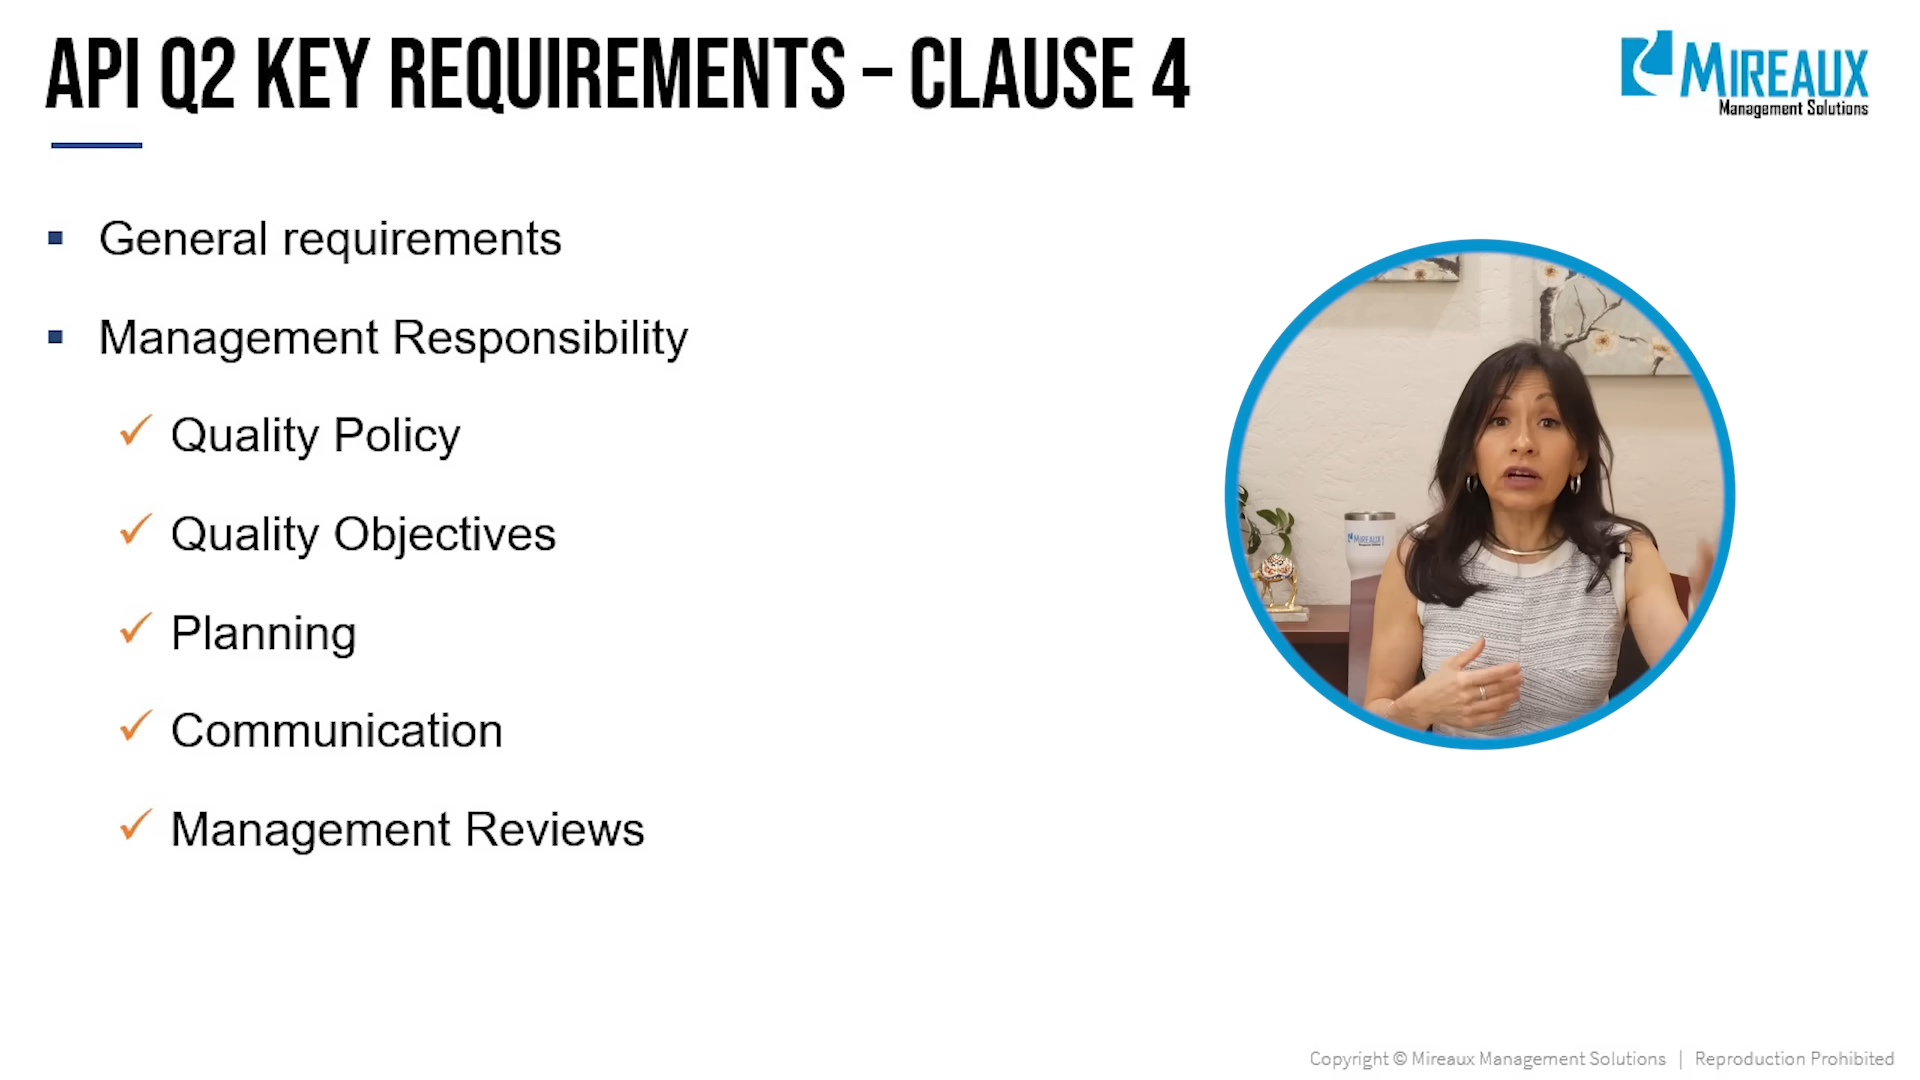 API Q2 KEY REQUIREMENTS – CLAUSE 4
MIREAUX
Management Solutions
▪ General requirements
▪ Management Responsibility
✓ Quality Policy
✓ Quality Objectives
✓ Planning
✓ Communication
✓ Management Reviews
MIREAUX
Copyright © Mireaux Management Solutions | Reproduction Prohibited